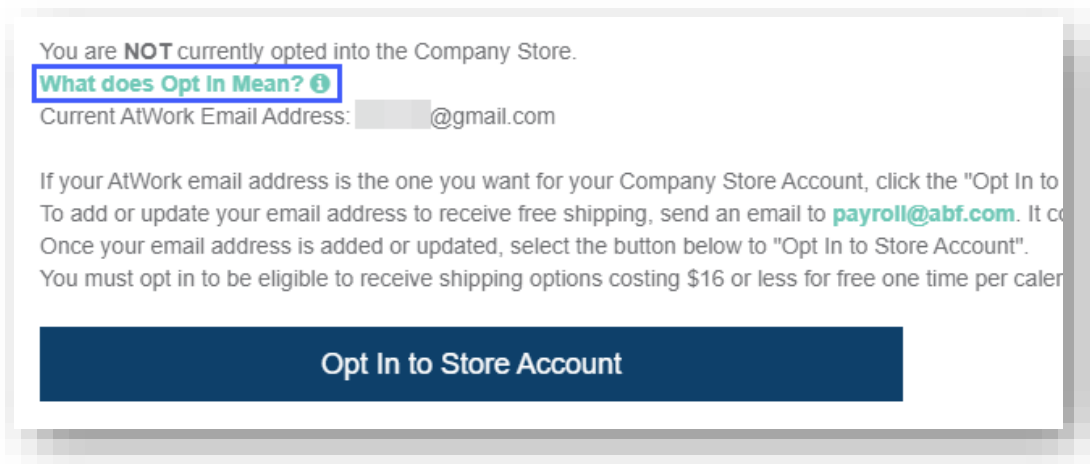 You are NOT currently opted into the Company Store.
What does Opt In Mean?
Current AtWork Email Address: @gmail.com
If your AtWork email address is the one you want for your Company Store Account, click the "Opt In to
To add or update your email address to receive free shipping, send an email to payroll@abf.com. It
Once your email address is added or updated, select the button below to "Opt In to Store Account".
You must opt in to be eligible to receive shipping options costing $16 or less for free one time per
Opt In to Store Account